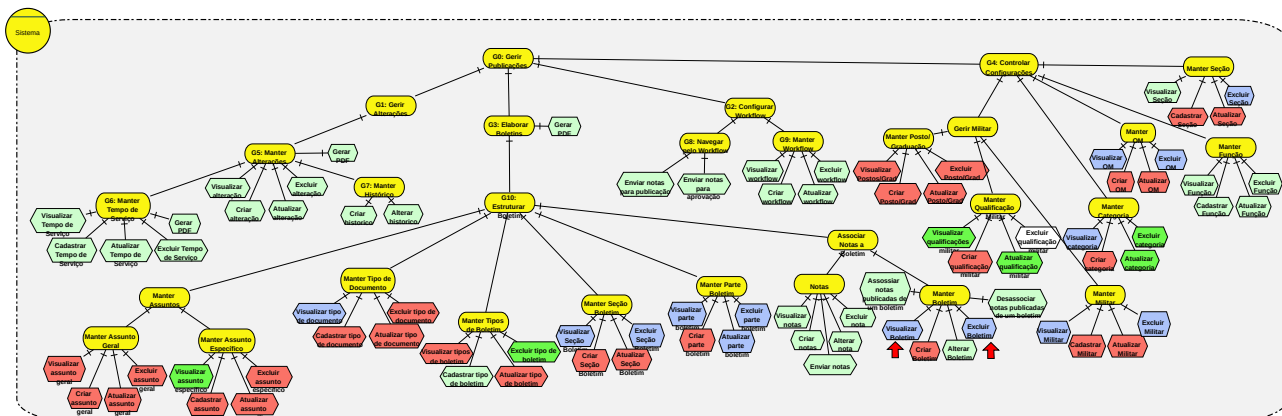 Sistema
G0: Gerir
Publicações
G4: Controlar
Configurações
Manter Seção
Visualizar
Seção
Excluir
Seção
Cadastrar
Seção
Atualizar
Seção
G1: Gerir
Alterações
G3: Elaborar
Boletins
Gerar
PDF
G2: Configurar
Workflow
G8: Navegar
pelo Workflow
G9: Manter
Workflow
Enviar notas
para publicação
Enviar notas
para
aprovação
Visualizar
workflow
Excluir
workflow
Criar
workflow
Atualizar
workflow
Manter Posto/
Graduação
Gerir Militar
Visualizar
Posto/Grad
Excluir
Posto/Grad
Criar
Posto/Grad
Atualizar
Posto/Grad
Manter
OM
Visualizar
OM
Excluir
OM
Criar
OM
Atualizar
OM
Manter
Função
Visualizar
Função
Excluir
Função
Cadastrar
Função
Atualizar
Função
G5: Manter
Alterações
Gerar
PDF
Visualizar
alteração
Excluir
alteração
Criar
alteração
Atualizar
alteração
G7: Manter
Histórico
Criar
historico
Alterar
historico
G6: Manter
Tempo de
Serviço
Visualizar
Tempo de
Serviço
Gerar
PDF
Cadastrar
Tempo de
Serviço
Atualizar
Tempo de
Serviço
Excluir Tempo
de Serviço
G10:
Estruturar
Boletim
Manter
Qualificação
Militar
Visualizar
qualificações
militar
Excluir
qualificação
militar
Criar
qualificação
militar
Atualizar
qualificação
militar
Manter
Categoria
Visualizar
categoria
Excluir
categoria
Criar
categoria
Atualizar
categoria
Associar
Notas a
Boletim
Manter
Assuntos
Manter Tipo de
Documento
Visualizar tipo
de documento
Excluir tipo de
documento
Cadastrar tipo
de documento
Atualizar tipo
de documento
Manter Tipos
de Boletim
Visualizar tipos
de boletim
Excluir tipo de
boletim
Cadastrar tipo
de boletim
Atualizar tipo
de boletim
Manter Seção
Boletim
Visualizar
Seção
Boletim
Excluir
Seção
Boletim
Criar
Seção
Boletim
Atualizar
Seção
Boletim
Manter Parte
Boletim
Visualizar
parte
boletim
Excluir
parte
boletim
Criar
parte
boletim
Atualizar
parte
boletim
Notas
Visualizar
notas
Excluir
nota
Criar
notas
Alterar
nota
Enviar
notas
Assossiar
notas
publicadas
de um boletim
Manter
Boletim
Desassociar
notas publicadas
de um boletim
Visualizar
Boletim
Excluir
Boletim
Criar
Boletim
Alterar
Boletim
Manter
Militar
Visualizar
Militar
Excluir
Militar
Cadastrar
Militar
Atualizar
Militar
Manter Assunto
Geral
Visualizar
assunto
geral
Excluir
assunto
geral
Criar
assunto
geral
Atualizar
assunto
geral
Manter Assunto
Específico
Visualizar
assunto
específico
Excluir
assunto
específico
Cadastrar
assunto
Atualizar
assunto